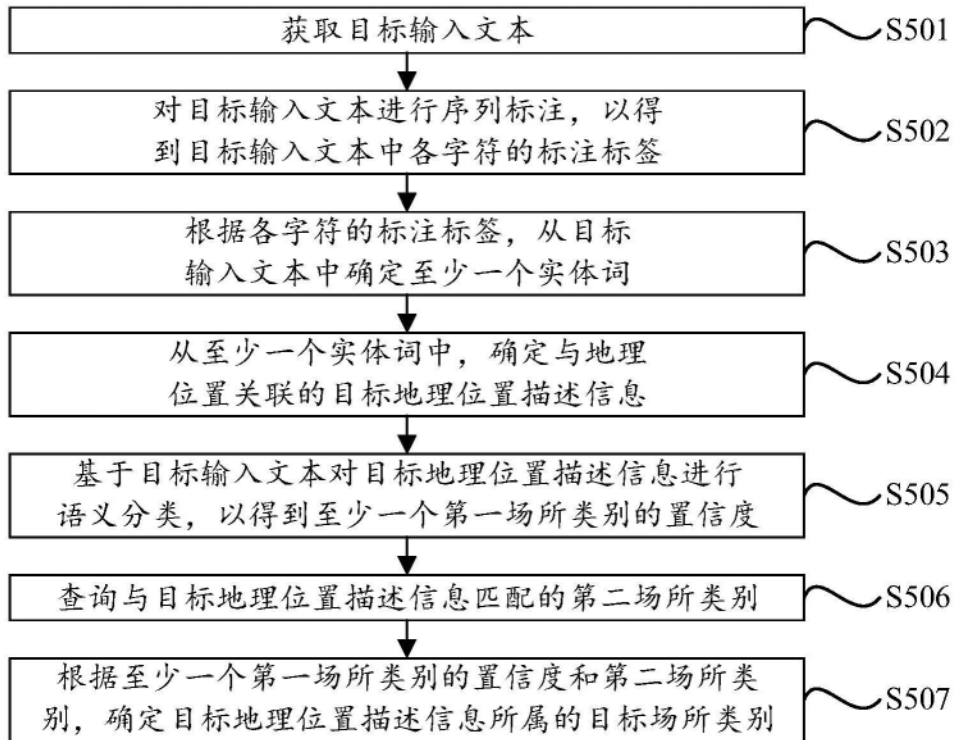 获取目标输入文本
S501
对目标输入文本进行序列标注，以得
到目标输入文本中各字符的标注标签
S502
根据各字符的标注标签，从目标
输入文本中确定至少一个实体词
S503
从至少一个实体词中，确定与地理
位置关联的目标地理位置描述信息
S504
基于目标输入文本对目标地理位置描述信息进行
语义分类，以得到至少一个第一场所类别的置信度
S505
查询与目标地理位置描述信息匹配的第二场所类别
S506
根据至少一个第一场所类别的置信度和第二场所类
别，确定目标地理位置描述信息所属的目标场所类别
S507